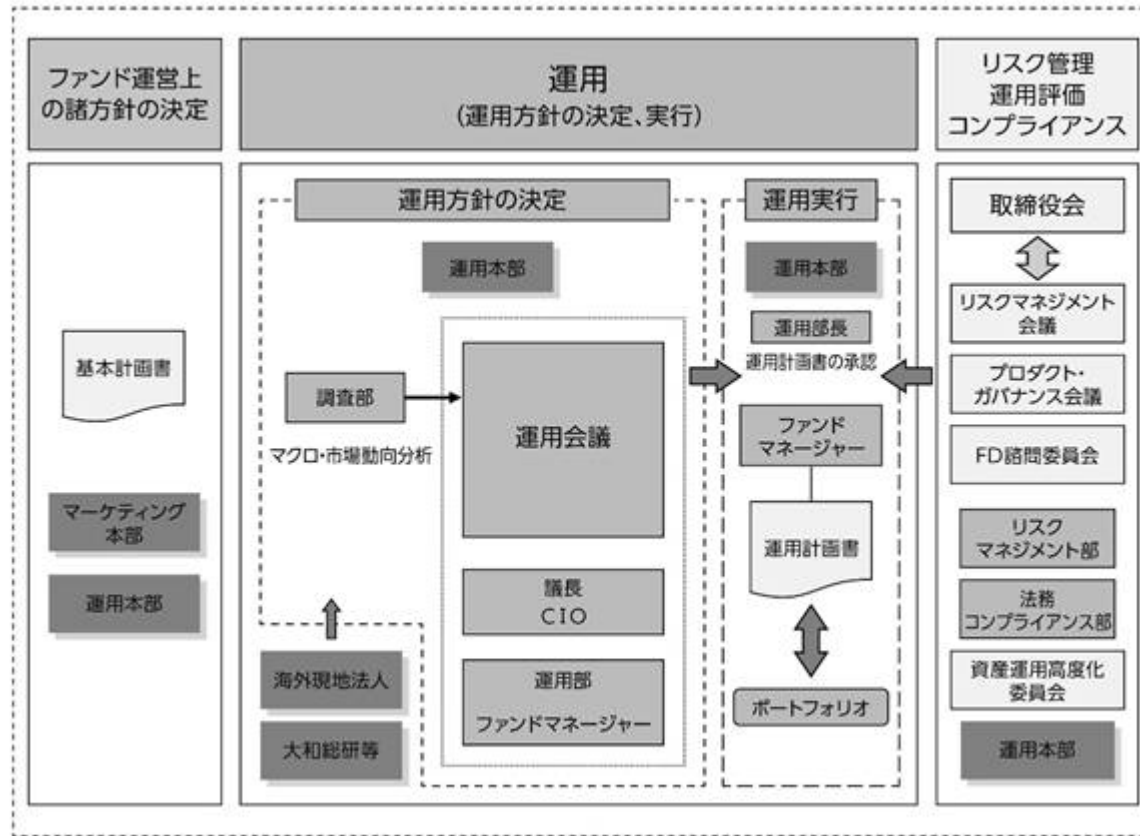 ファンド運営上
の諸方針の決定
運用
(運用方針の決定、実行)
リスク管理
運用評価
コンプライアンス
基本計画書
マーケティング
本部
運用本部
運用方針の決定
運用本部
調査部
マクロ・市場動向分析
運用会議
議長
CIO
運用部
ファンドマネージャー
海外現地法人
大和総研等
運用実行
運用本部
運用部長
運用計画書の承認
ファンド
マネージャー
運用計画書
ポートフォリオ
取締役会
リスクマネジメント
会議
プロダクト・
ガバナンス会議
FD諮問委員会
リスク
マネジメント部
法務
コンプライアンス部
資産運用高度化
委員会
運用本部